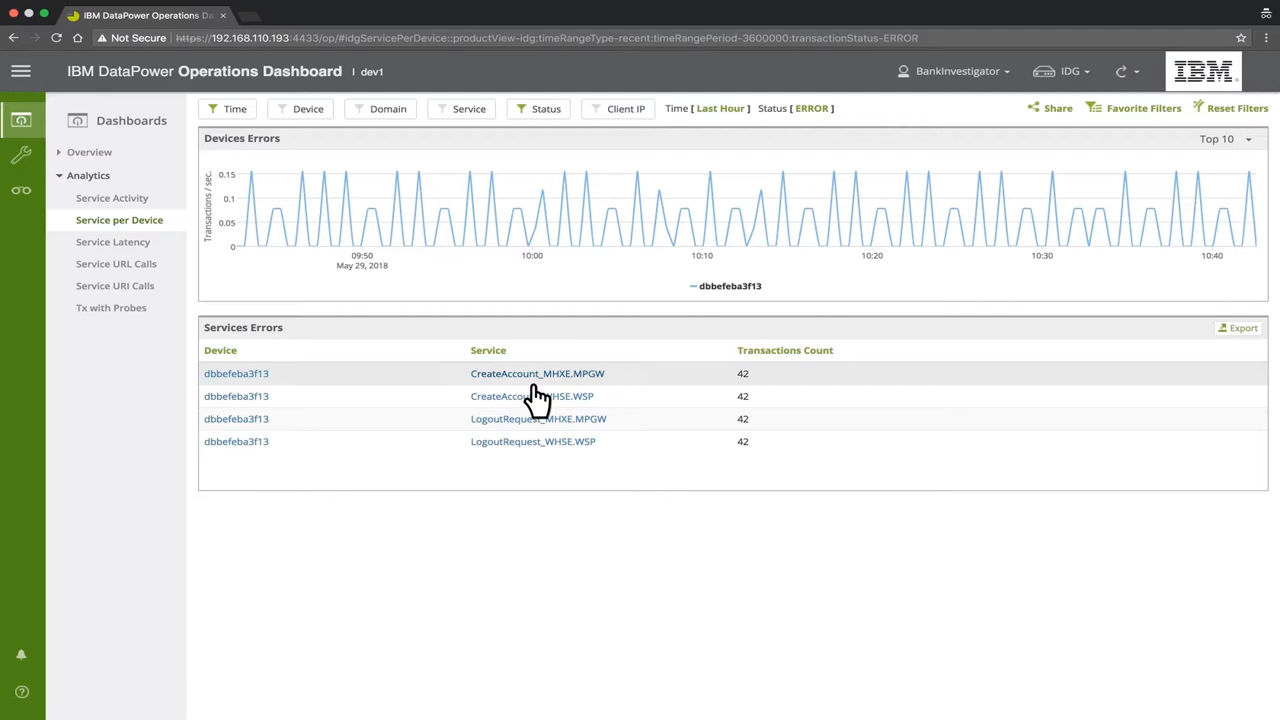 IBM DataPower Operations Da
Not Secure https://192.168.110.193:4433/op/#idgServicePerDevice::productView-idg:timeRangeType-recent:timeRangePeriod-3600000:transactionStatus-ERROR
IBM DataPower Operations Dashboard | dev1
BankInvestigator
IDG
IBM
Dashboards
Overview
Analytics
Service Activity
Service per Device
Service Latency
Service URL Calls
Service URI Calls
Tx with Probes
Time Device Domain Service Status Client IP Time [ Last Hour ] Status [ ERROR ]
Share Favorite Filters Reset Filters
Devices Errors Top 10
Transactions / sec.
0.15
0.1
0.05
0
09:50 10:00 10:10 10:20 10:30 10:40
May 29, 2018
dbbefeba3f13
Services Errors Export
Device Service Transactions Count
dbbefeba3f13 CreateAccount_MHXE.MPGW 42
dbbefeba3f13 CreateAccou HSE.WSP 42
dbbefeba3f13 LogoutRequest_MHXE.MPGW 42
dbbefeba3f13 LogoutRequest_WHSE.WSP 42